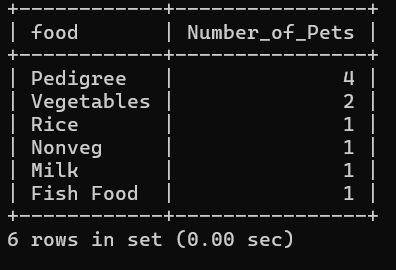 +------------+----------------+
| food       | Number_of_Pets |
+------------+----------------+
| Pedigree   |              4 |
| Vegetables |              2 |
| Rice       |              1 |
| Nonveg     |              1 |
| Milk       |              1 |
| Fish Food  |              1 |
+------------+----------------+
6 rows in set (0.00 sec)